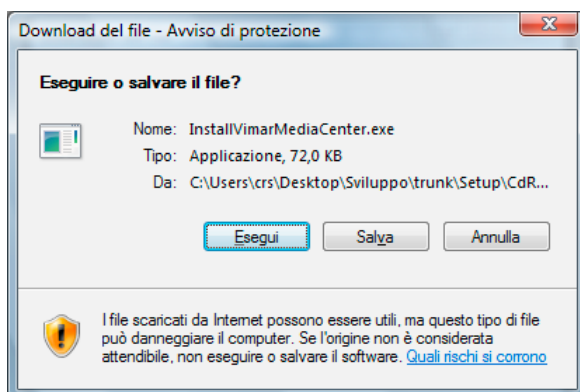 Download del file - Avviso di protezione
Eseguire o salvare il file?
Nome: InstallVimarMediaCenter.exe
Tipo: Applicazione, 72,0 KB
Da: C:\Users\crs\Desktop\Sviluppo\trunk\Setup\CdR...
Esegui Salva Annulla
I file scaricati da Internet possono essere utili, ma questo tipo di file
può danneggiare il computer. Se l'origine non è considerata
attendibile, non eseguire o salvare il software. Quali rischi si corrono